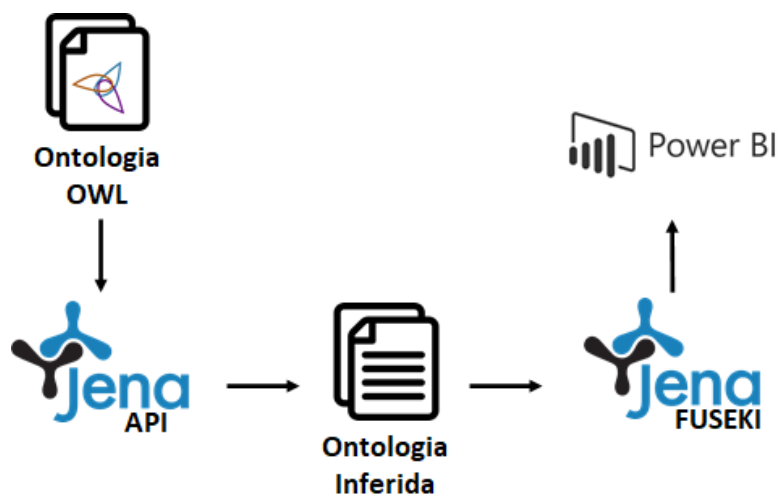 Ontologia
OWL
Power BI
Jena
API
Ontologia
Inferida
Jena
FUSEKI